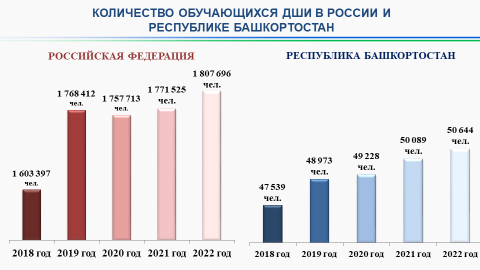 КОЛИЧЕСТВО ОБУЧАЮЩИХСЯ ДШИ В РОССИИ И
РЕСПУБЛИКЕ БАШКОРТОСТАН
РОССИЙСКАЯ ФЕДЕРАЦИЯ
1 603 397
чел.
1 768 412
чел.
1 757 713
чел.
1 771 525
чел.
1 807 696
чел.
2018 год 2019 год 2020 год 2021 год 2022 год
РЕСПУБЛИКА БАШКОРТОСТАН
47 539
чел.
48 973
чел.
49 228
чел.
50 089
чел.
50 644
чел.
2018 год 2019 год 2020 год 2021 год 2022 год